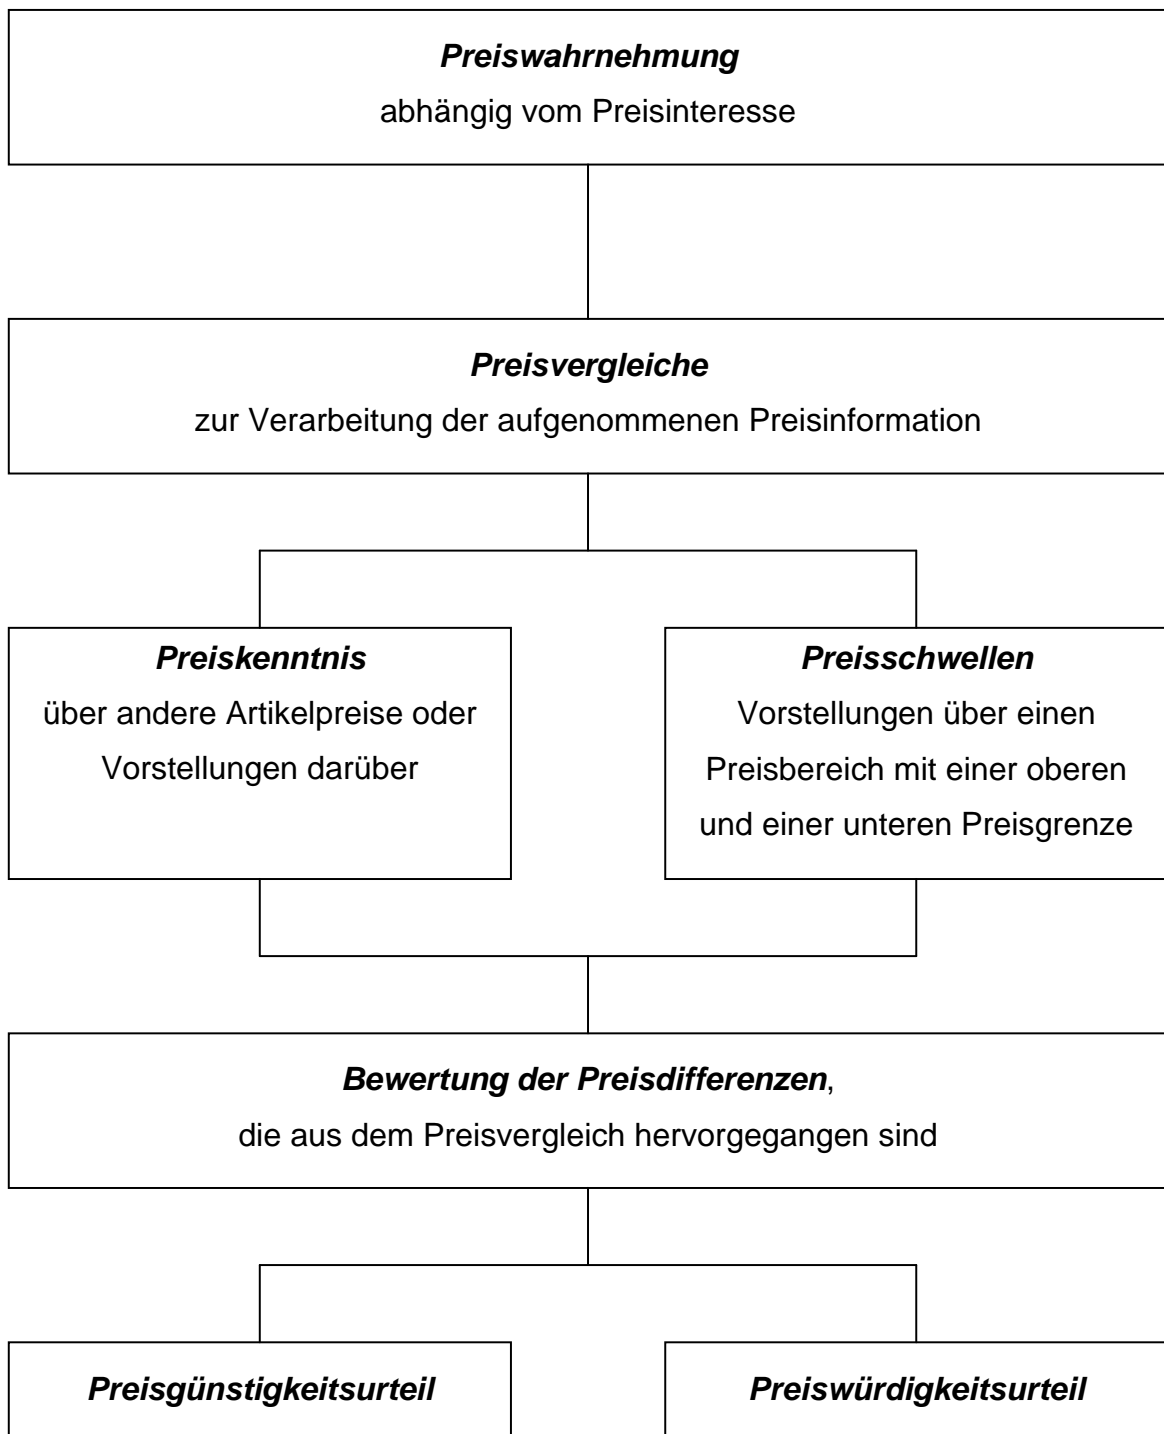 Preiswahrnehmung
abhängig vom Preisinteresse
Preisvergleiche
zur Verarbeitung der aufgenommenen Preisinformation
Preiskenntnis
über andere Artikelpreise oder
Vorstellungen darüber
Preisschwellen
Vorstellungen über einen
Preisbereich mit einer oberen
und einer unteren Preisgrenze
Bewertung der Preisdifferenzen,
die aus dem Preisvergleich hervorgegangen sind
Preisgünstigkeitsurteil
Preiswürdigkeitsurteil